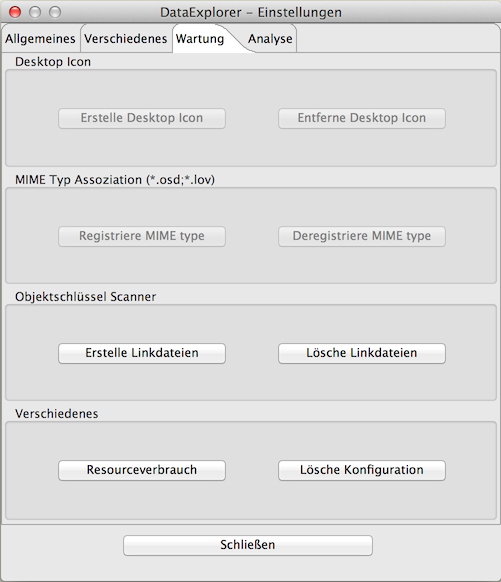 DataExplorer – Einstellungen
Allgemeines Verschiedenes Wartung Analyse
Desktop Icon
Erstelle Desktop Icon Entferne Desktop Icon
MIME Typ Assoziation (*.osd;*.lov)
Registriere MIME type Deregistriere MIME type
Objektschlüssel Scanner
Erstelle Linkdateien Lösche Linkdateien
Verschiedenes
Resourceverbrauch Lösche Konfiguration
Schließen